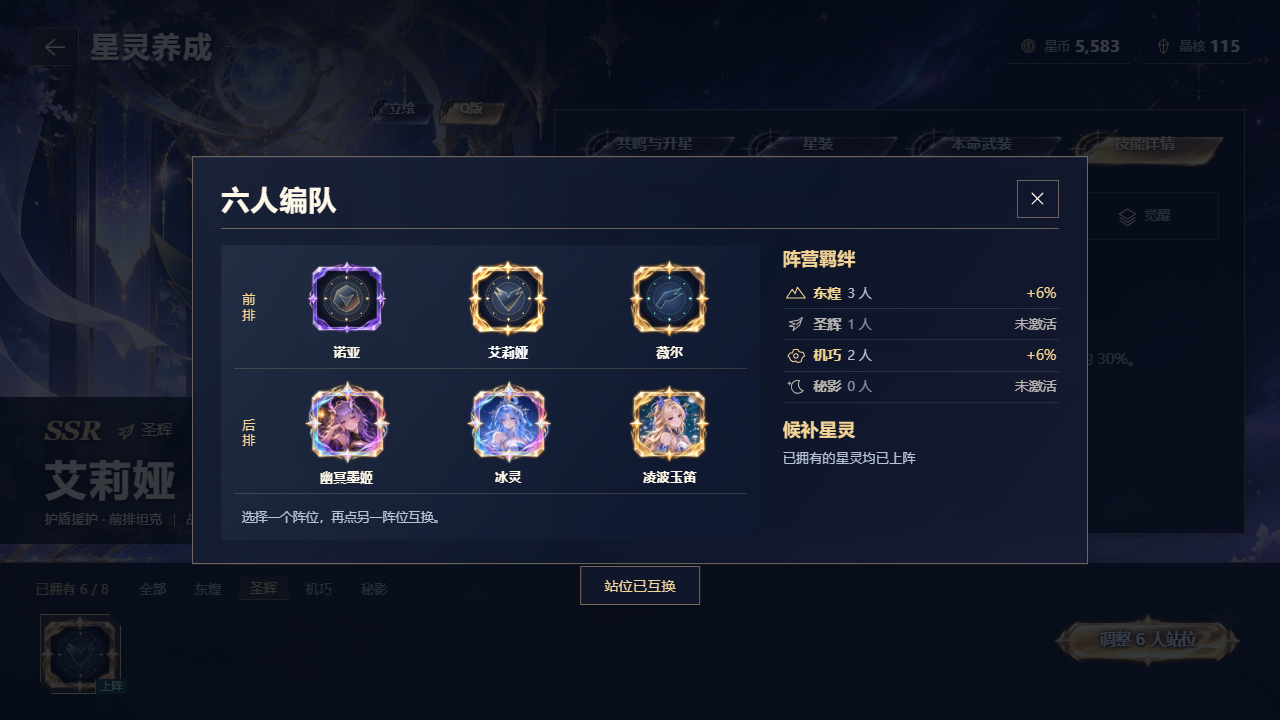 星灵养成
星币 5,583
晶核 115
立绘
Q版
共鸣与升星
星装
本命武装
技能详情
觉醒
六人编队
前排
诺亚
艾莉娅
薇尔
后排
幽冥墨姬
冰灵
凌波玉笛
选择一个阵位，再点另一阵位互换。
阵营羁绊
东煌 3 人 +6%
圣辉 1 人 未激活
机巧 2 人 +6%
秘影 0 人 未激活
候补星灵
已拥有的星灵均已上阵
30%。
SSR 圣辉
艾莉娅
护盾援护 · 前排坦克
站位已互换
已拥有 6 / 8
全部
东煌
圣辉
机巧
秘影
上阵
调整 6 人站位